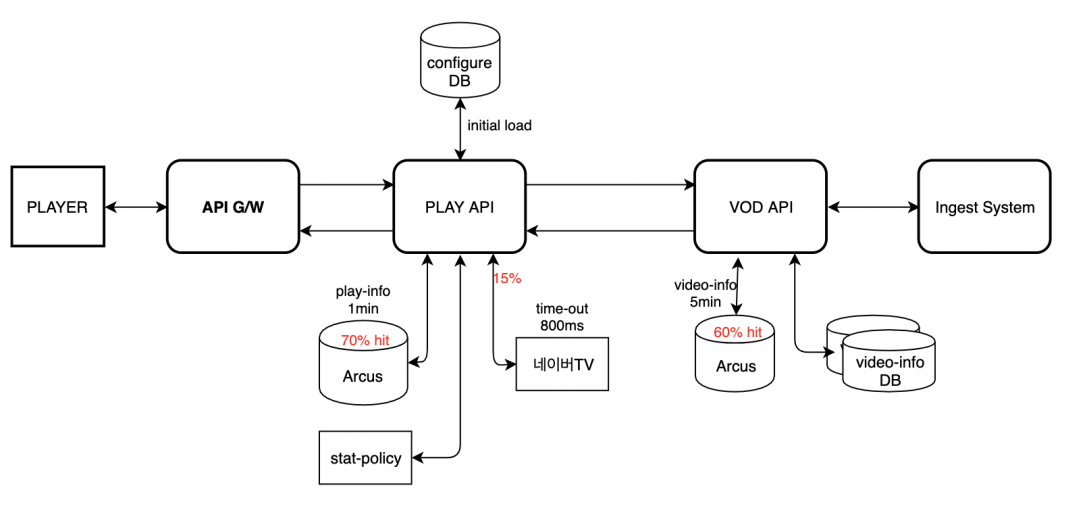 configure
DB
initial load
PLAYER
API G/W
PLAY API
VOD API
Ingest System
15%
play-info
1min
70% hit
Arcus
time-out
800ms
네이버TV
video-info
5min
60% hit
Arcus
video-info
DB
stat-policy